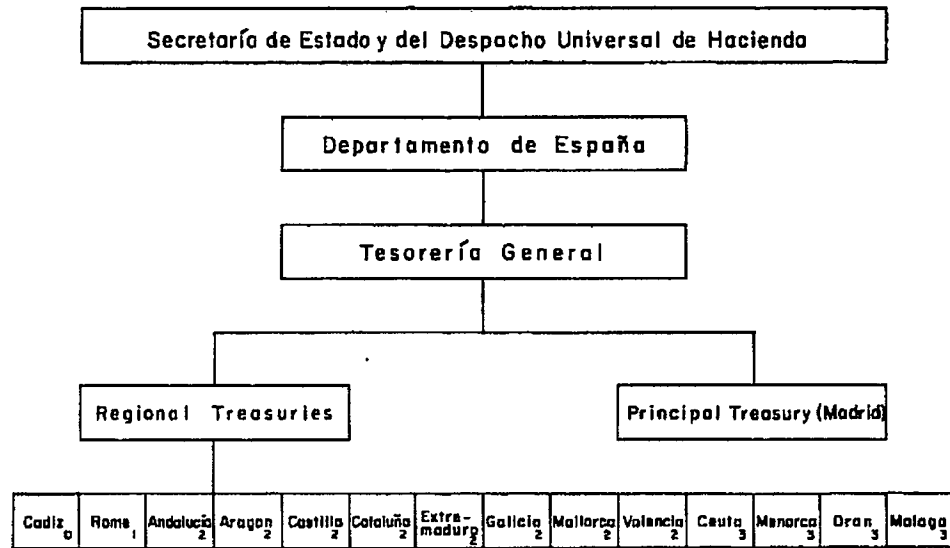 Secretaría de Estado y del Despacho Universal de Hacienda
Departamento de España
Tesorería General
Regional Treasuries
Principal Treasury (Madrid)
Cadiz 0
Rome 1
Andalucía 2
Aragon 2
Castilla 2
Cataluña 2
Extre-
madura 2
Galicia 2
Mallorca 2
Valencia 2
Ceuta 3
Menorca 3
Oran 3
Malaga 3